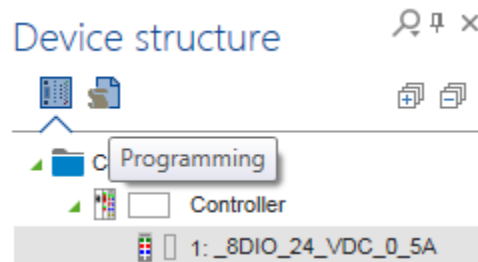 Device structure
C
Programming
Controller
1: _8DIO_24_VDC_0_5A